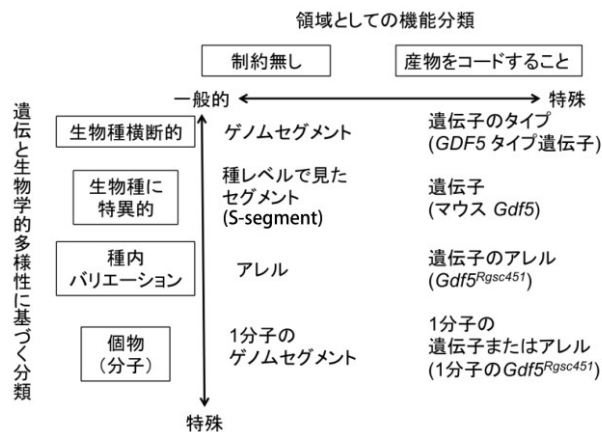 領域としての機能分類
制約無し
産物をコードすること
一般的
特殊
遺伝と生物学的多様性に基づく分類
生物種横断的
ゲノムセグメント
遺伝子のタイプ
(GDF5 タイプ遺伝子)
生物種に
特異的
種レベルで見た
セグメント
(S-segment)
遺伝子
(マウス Gdf5)
種内
バリエーション
アレル
遺伝子のアレル
(Gdf5Rgsc451)
個物
(分子)
1分子の
ゲノムセグメント
1分子の
遺伝子またはアレル
(1分子のGdf5Rgsc451)
特殊